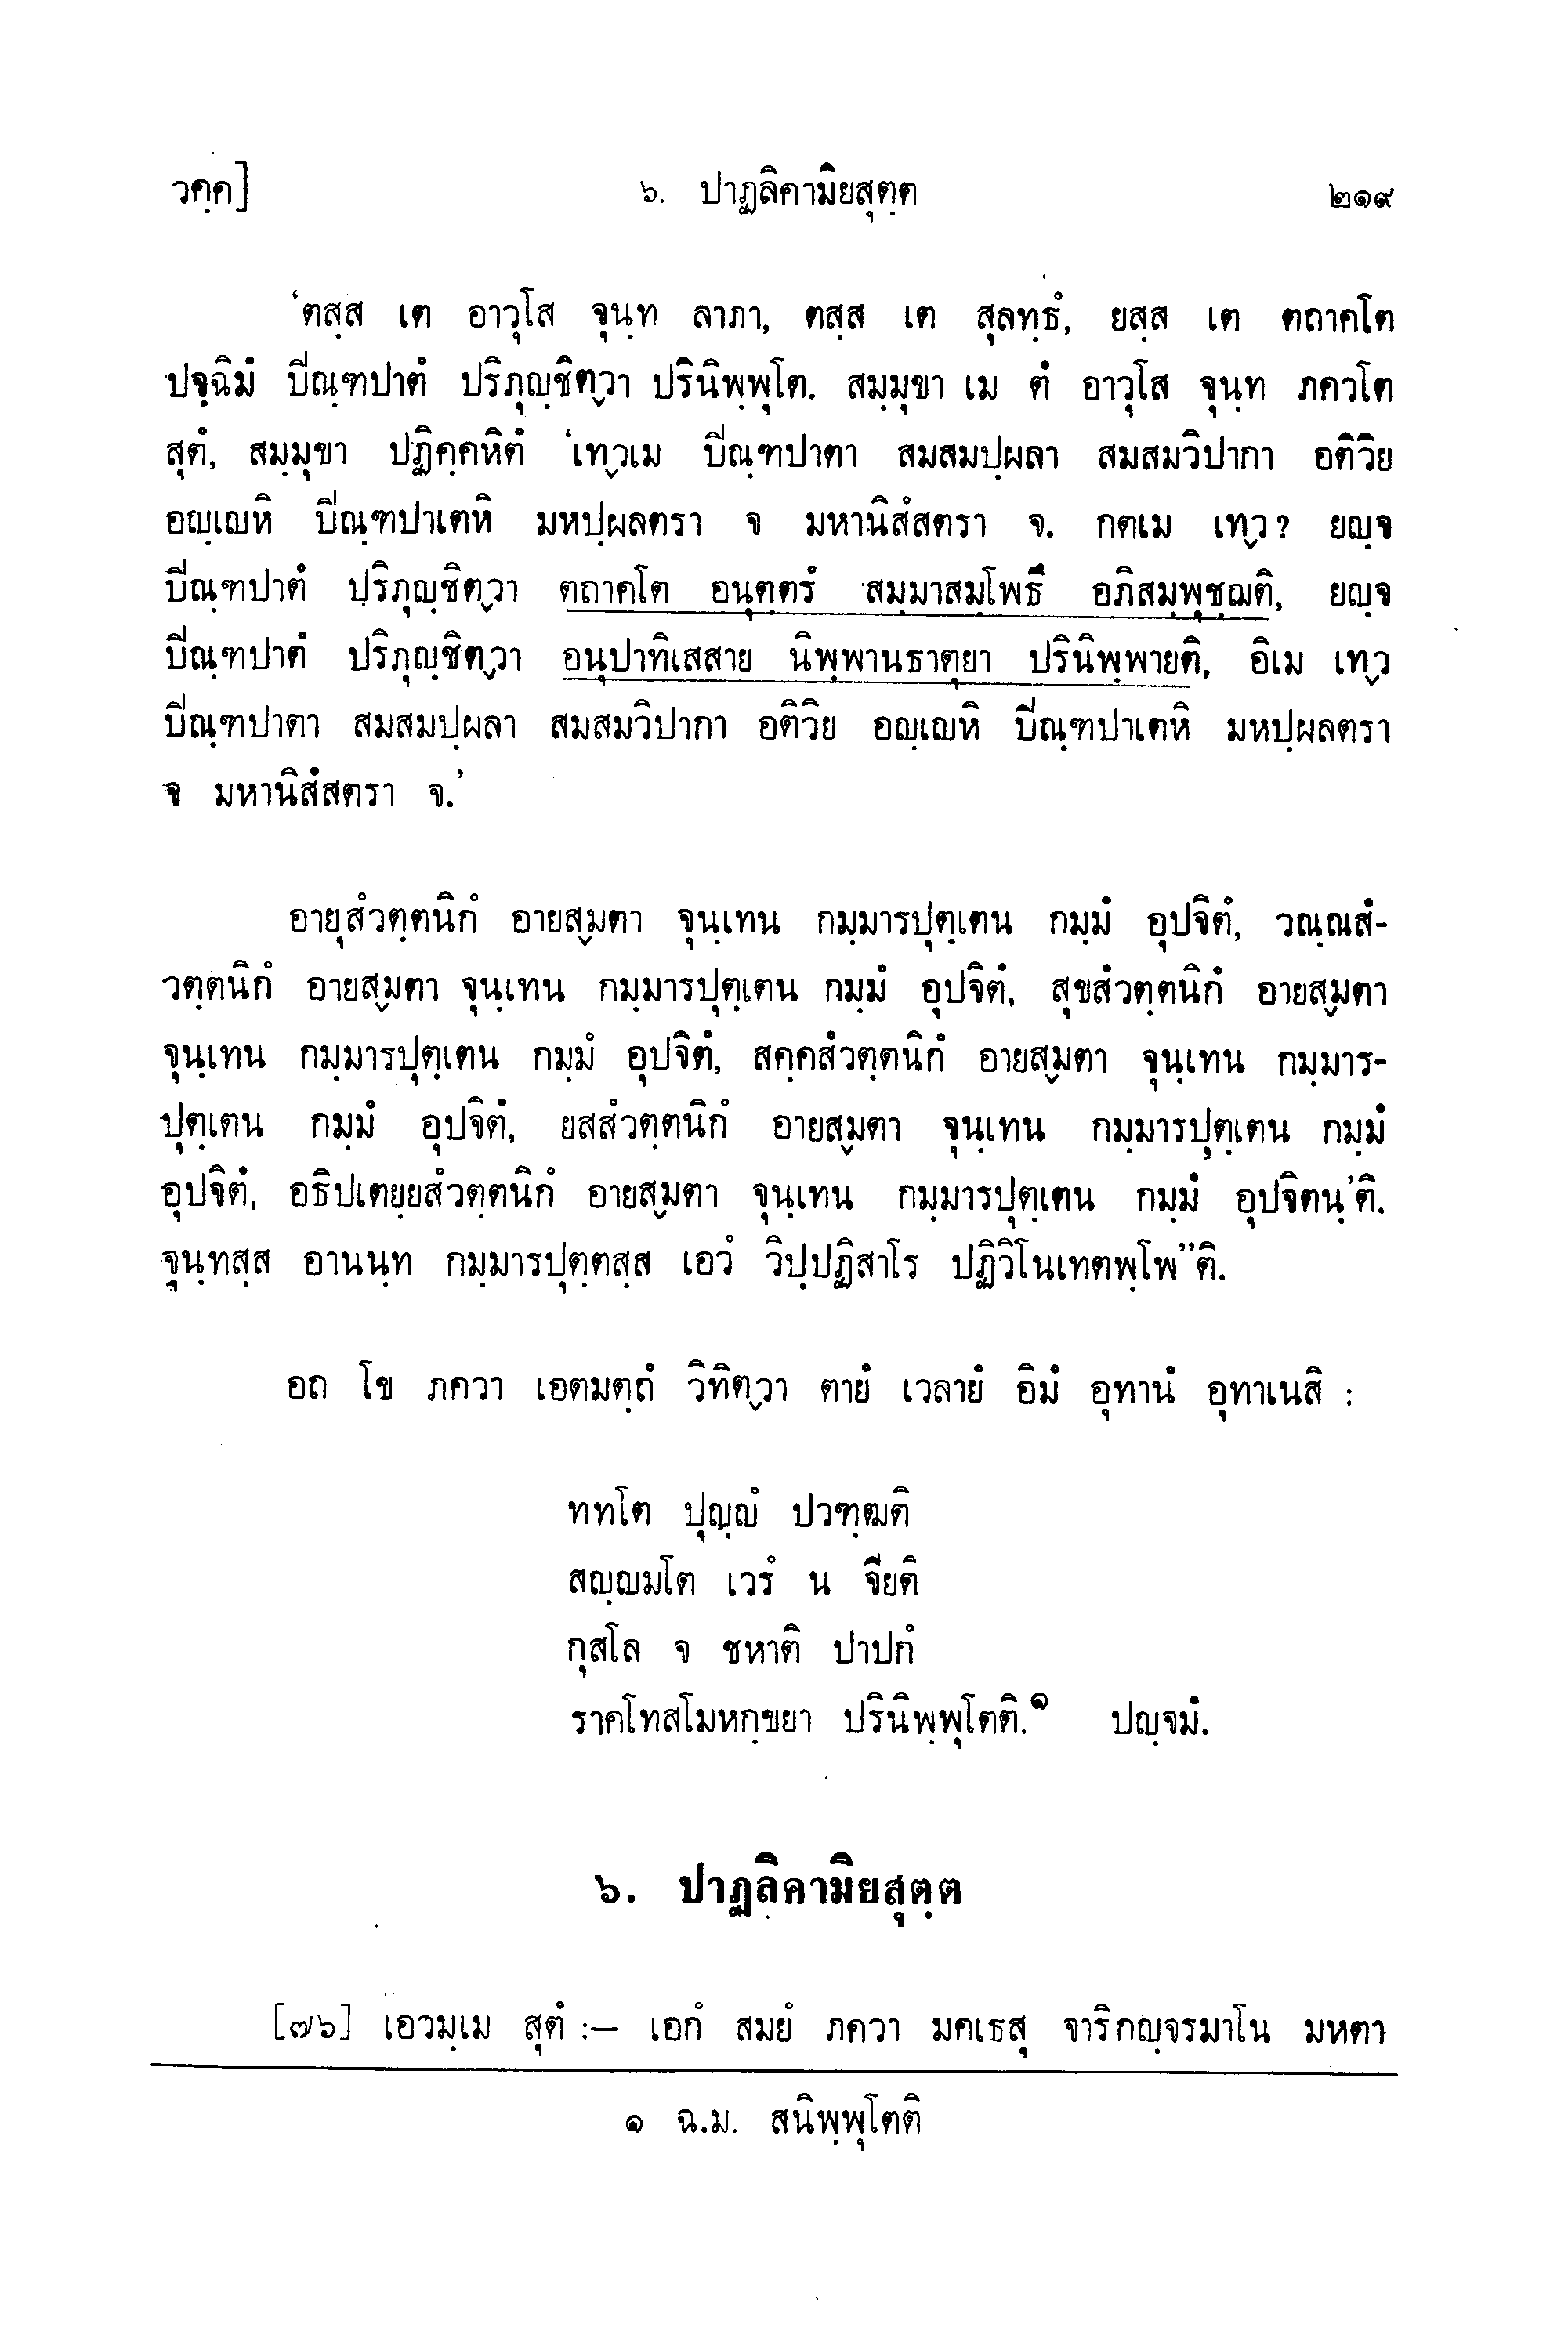 วคฺค]
๖. ปาฏลิคามิยสุตฺต
๒๑๙
‘ตสฺส เต อาวุโส จุนฺท ลาภา, ตสฺส เต สุลทฺธํ, ยสฺส เต ตถาคโต
ปจฺฉิมํ ปิณฺฑปาตํ ปริภุญฺชิตฺวา ปรินิพฺพุโต. สมฺมุขา เม ตํ อาวุโส จุนฺท ภควโต
สุตํ, สมฺมุขา ปฏิคฺคหิตํ ‘เทฺวเม ปิณฺฑปาตา สมสมปฺผลา สมสมวิปากา อติวิย
อญฺเญหิ ปิณฺฑปาเตหิ มหปฺผลตรา จ มหานิสํสตรา จ. กตเม เทฺว? ยญฺจ
ปิณฺฑปาตํ ปริภุญฺชิตฺวา ตถาคโต อนุตฺตรํ สมฺมาสมฺโพธึ อภิสมฺพุชฺฌติ, ยญฺจ
ปิณฺฑปาตํ ปริภุญฺชิตฺวา อนุปาทิเสสาย นิพฺพานธาตุยา ปรินิพฺพายติ, อิเม เทฺว
ปิณฺฑปาตา สมสมปฺผลา สมสมวิปากา อติวิย อญฺเญหิ ปิณฺฑปาเตหิ มหปฺผลตรา
จ มหานิสํสตรา จ.’
อายุสํวตฺตนิกํ อายสฺมตา จุนฺเทน กมฺมารปุตฺเตน กมฺมํ อุปจิตํ, วณฺณสํ-
วตฺตนิกํ อายสฺมตา จุนฺเทน กมฺมารปุตฺเตน กมฺมํ อุปจิตํ, สุขสํวตฺตนิกํ อายสฺมตา
จุนฺเทน กมฺมารปุตฺเตน กมฺมํ อุปจิตํ, สคฺคสํวตฺตนิกํ อายสฺมตา จุนฺเทน กมฺมาร-
ปุตฺเตน กมฺมํ อุปจิตํ, ยสสํวตฺตนิกํ อายสฺมตา จุนฺเทน กมฺมารปุตฺเตน กมฺมํ
อุปจิตํ, อธิปเตยฺยสํวตฺตนิกํ อายสฺมตา จุนฺเทน กมฺมารปุตฺเตน กมฺมํ อุปจิตนฺ’ติ.
จุนฺทสฺส อานนฺท กมฺมารปุตฺตสฺส เอวํ วิปฺปฏิสาโร ปฏิวิโนเทตพฺโพ”ติ.
อถ โข ภควา เอตมตฺถํ วิทิตฺวา ตายํ เวลายํ อิมํ อุทานํ อุทาเนสิ :
ททโต ปุญฺญํ ปวฑฺฒติ
สญฺญมโต เวรํ น จียติ
กุสโล จ ชหาติ ปาปกํ
ราคโทสโมหกฺขยา ปรินิพฺพุโตติ.๑ ปญฺจมํ.
๖. ปาฏลิคามิยสุตฺต
[๗๖] เอวมฺเม สุตํ :— เอกํ สมยํ ภควา มคเธสุ จาริกญฺจรมาโน มหตา
๑ ฉ.ม. สนิพฺพุโตติ